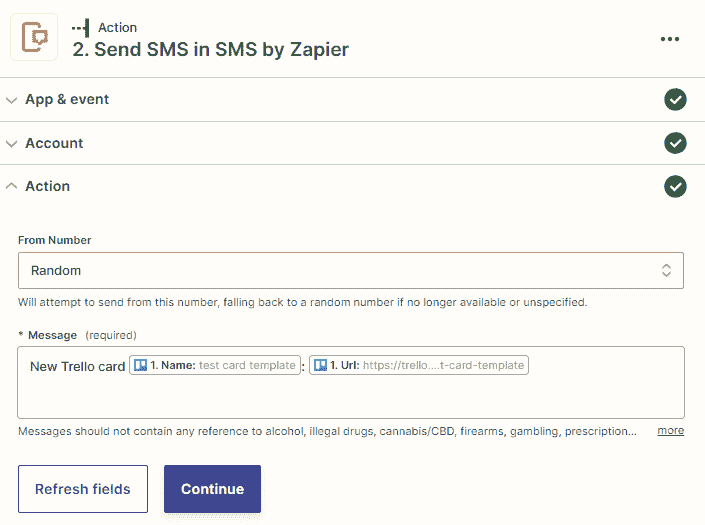 Action
2. Send SMS in SMS by Zapier
App & event
Account
Action
From Number
Random
Will attempt to send from this number, falling back to a random number if no longer available or unspecified.
* Message (required)
New Trello card 1. Name: test card template : 1. Url: https://trello....t-card-template
Messages should not contain any reference to alcohol, illegal drugs, cannabis/CBD, firearms, gambling, prescription... more
Refresh fields Continue